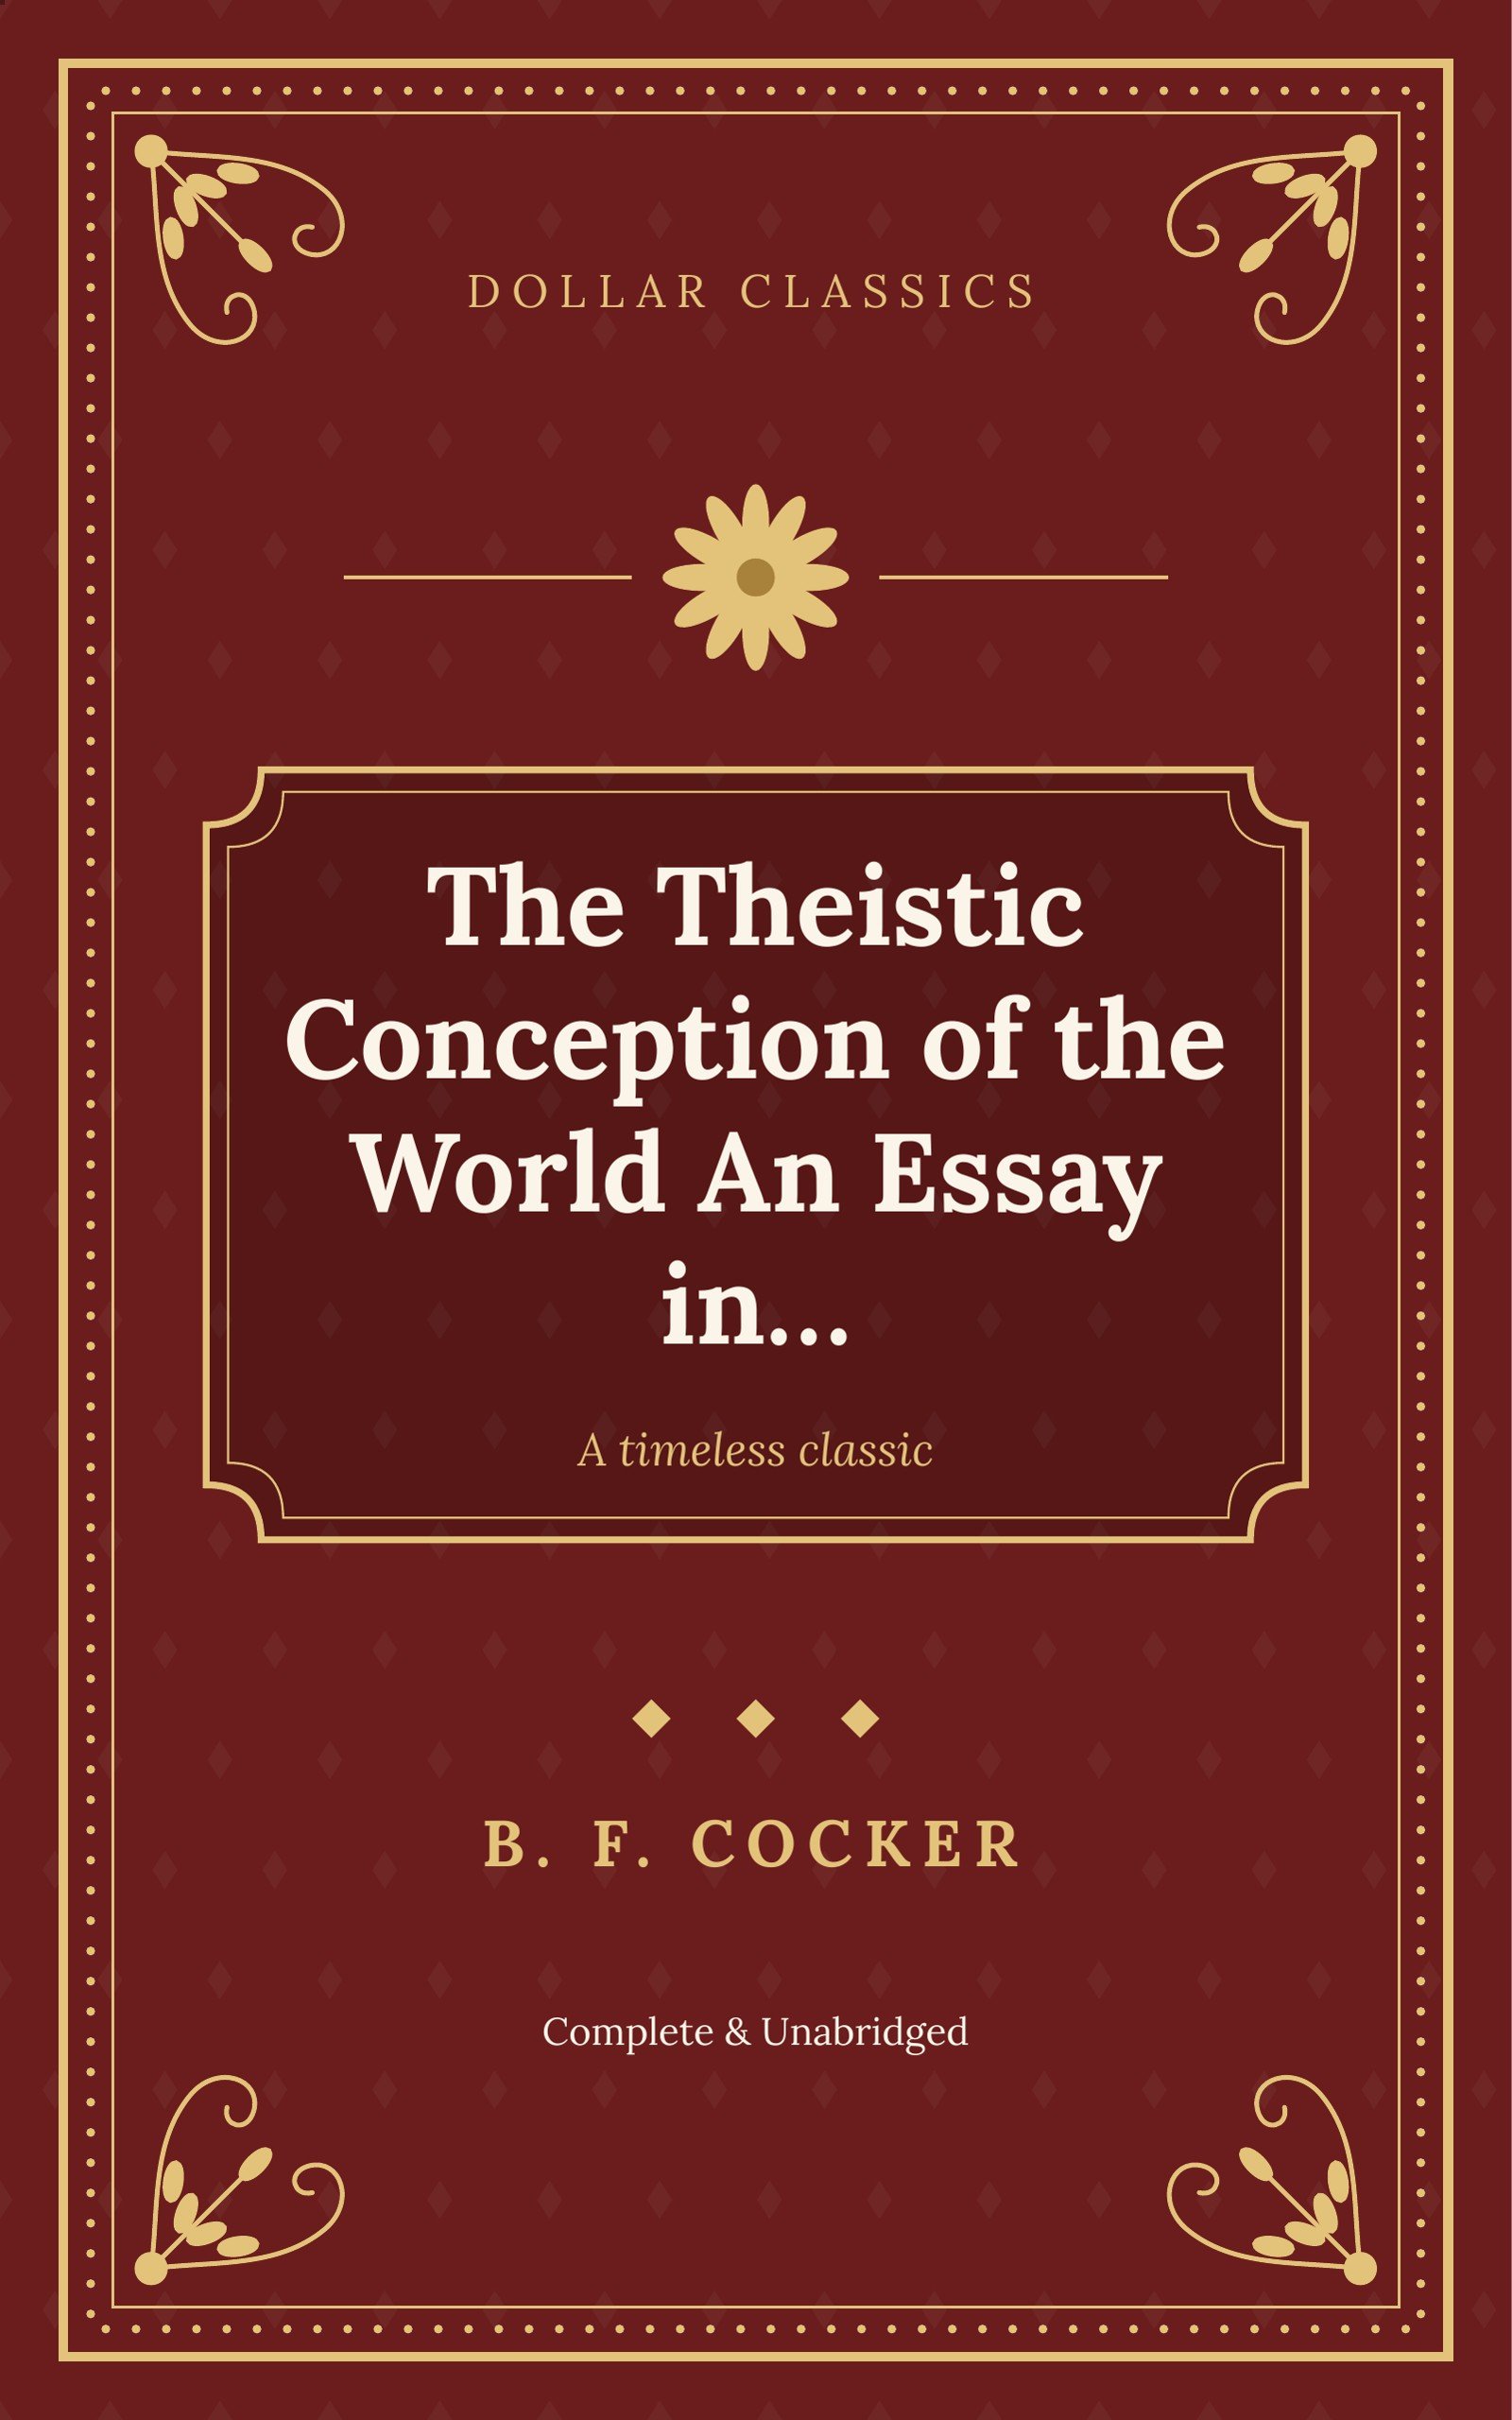 DOLLAR CLASSICS
The Theistic
Conception of the
World An Essay
in...
A timeless classic
B. F. COCKER
Complete & Unabridged